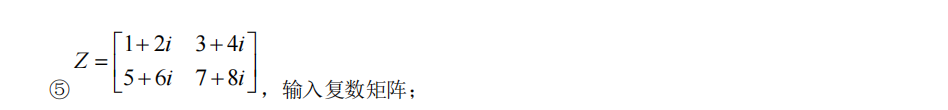 ⑤ Z = [1+2i 3+4i
5+6i 7+8i] ，输入复数矩阵；